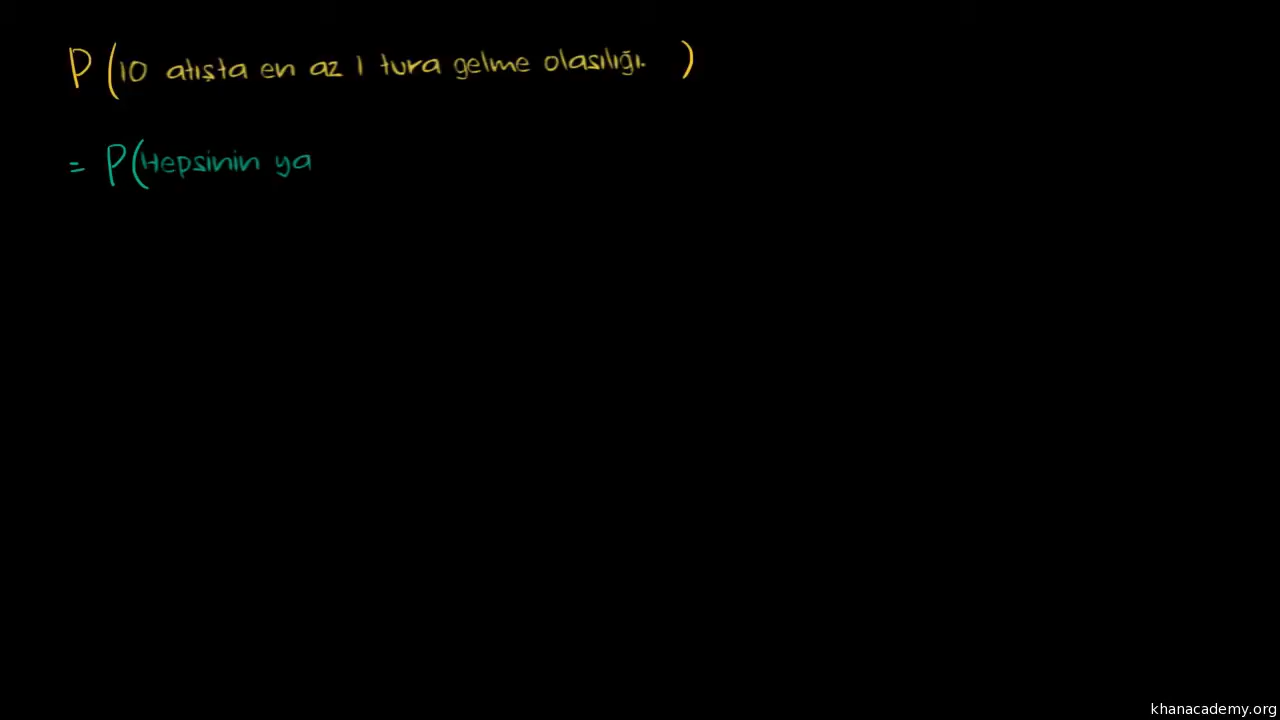 P(10 atışta en az 1 tura gelme olasılığı. )
= P(Hepsinin ya
khanacademy.org